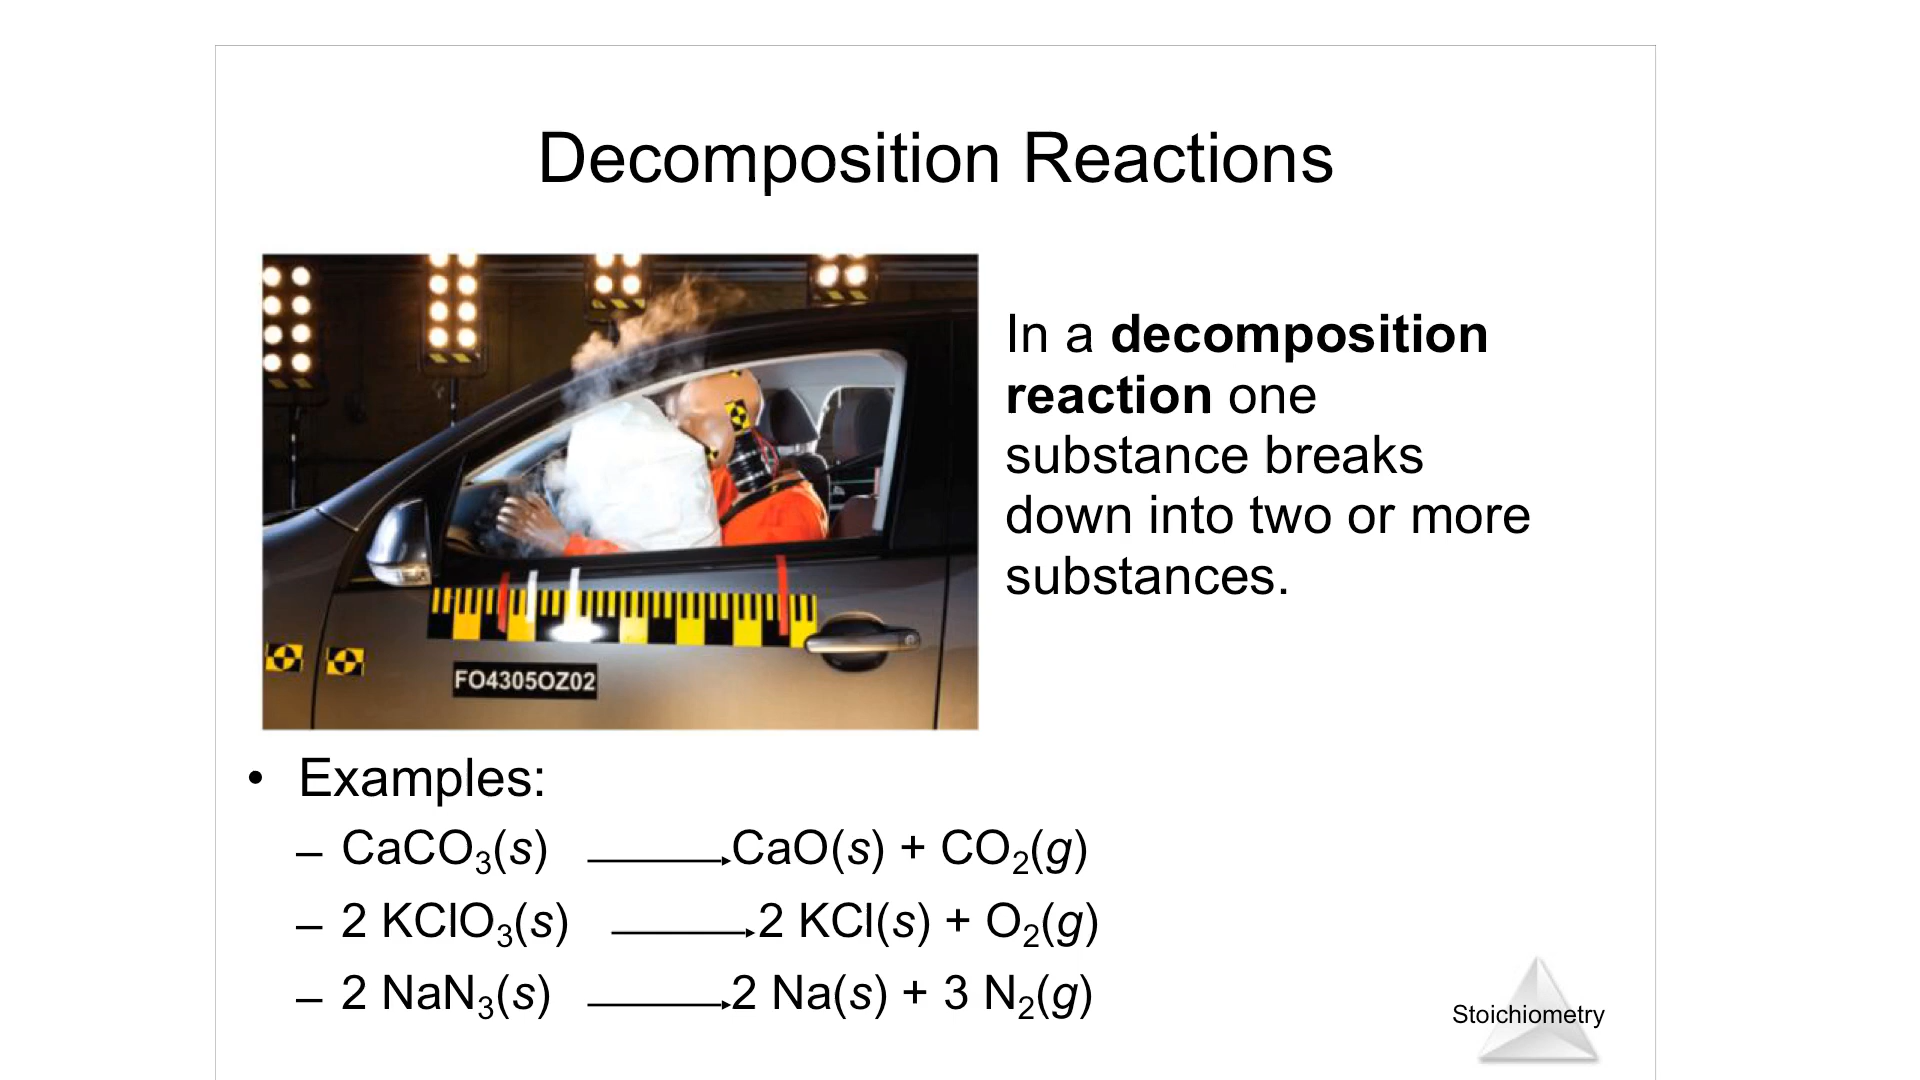 Decomposition Reactions
In a decomposition
reaction one
substance breaks
down into two or more
substances.
FO4305OZ02
• Examples:
– CaCO₃(s) ⟶ CaO(s) + CO₂(g)
– 2 KClO₃(s) ⟶ 2 KCl(s) + O₂(g)
– 2 NaN₃(s) ⟶ 2 Na(s) + 3 N₂(g)
Stoichiometry